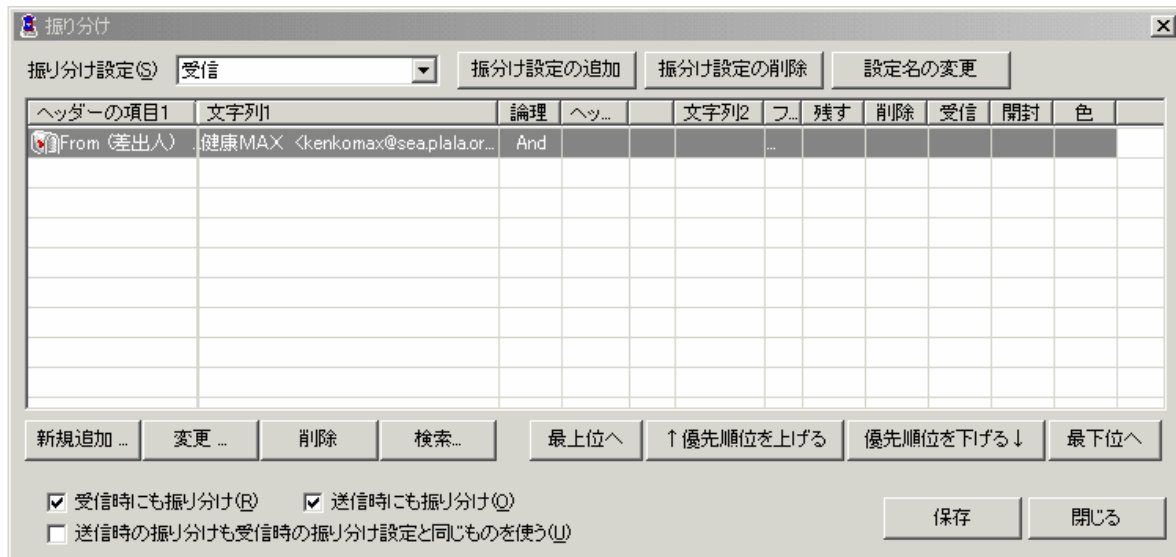 振り分け
振り分け設定(S) 受信 振分け設定の追加 振分け設定の削除 設定名の変更
ヘッダーの項目1 文字列1 論理 ヘッ... 文字列2 フ... 残す 削除 受信 開封 色
From (差出人) ... 健康MAX <kenkomax@sea.plala.or... And ...
新規追加 ... 変更 ... 削除 検索... 最上位へ ↑優先順位を上げる 優先順位を下げる↓ 最下位へ
受信時にも振り分け(R) 送信時にも振り分け(O)
送信時の振り分けも受信時の振り分け設定と同じものを使う(U)
保存 閉じる